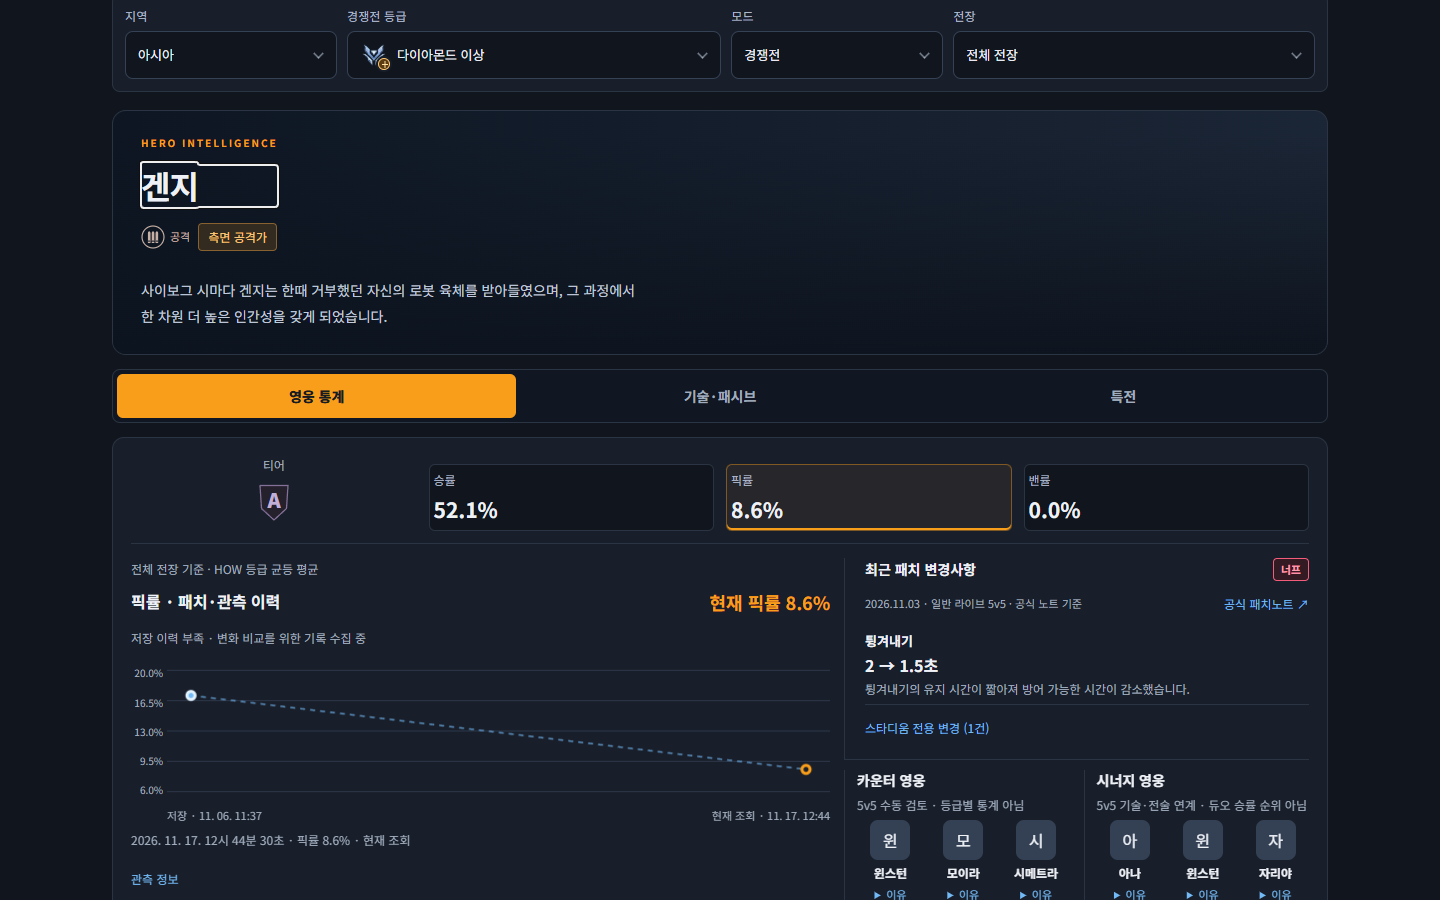 지역
경쟁전 등급
모드
전장
아시아
다이아몬드 이상
경쟁전
전체 전장
HERO INTELLIGENCE
겐지
공격
측면 공격가
사이보그 시마다 겐지는 한때 거부했던 자신의 로봇 육체를 받아들였으며, 그 과정에서
한 차원 더 높은 인간성을 갖게 되었습니다.
영웅 통계
기술·패시브
특전
티어
A
승률
52.1%
픽률
8.6%
밴률
0.0%
전체 전장 기준 · HOW 등급 균등 평균
픽률 · 패치·관측 이력
현재 픽률 8.6%
저장 이력 부족 · 변화 비교를 위한 기록 수집 중
20.0%
16.5%
13.0%
9.5%
6.0%
저장 · 11. 06. 11:37
현재 조회 · 11. 17. 12:44
2026. 11. 17. 12시 44분 30초 · 픽률 8.6% · 현재 조회
관측 정보
최근 패치 변경사항
너프
2026.11.03 · 일반 라이브 5v5 · 공식 노트 기준
공식 패치노트 ↗
튕겨내기
2 → 1.5초
튕겨내기의 유지 시간이 짧아져 방어 가능한 시간이 감소했습니다.
스타디움 전용 변경 (1건)
카운터 영웅
5v5 수동 검토 · 등급별 통계 아님
윈
모
시
윈스턴
모이라
시메트라
▶ 이유
▶ 이유
▶ 이유
시너지 영웅
5v5 기술·전술 연계 · 듀오 승률 순위 아님
아
윈
자
아나
윈스턴
자리야
▶ 이유
▶ 이유
▶ 이유